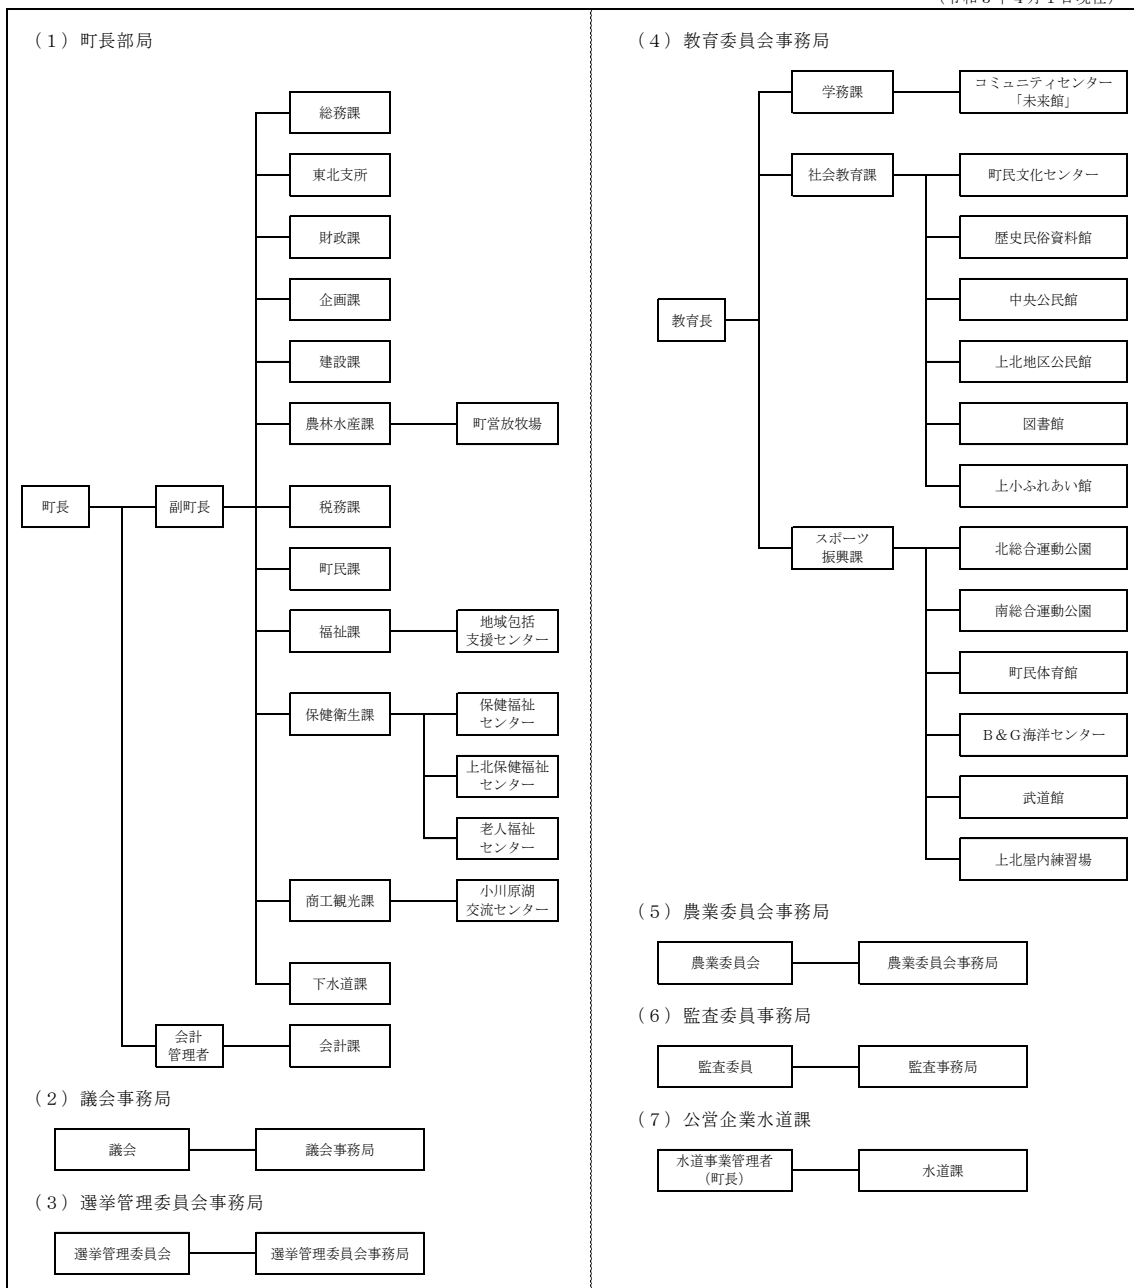 （１）町長部局
総務課
東北支所
財政課
企画課
建設課
農林水産課
町営放牧場
町長
副町長
税務課
町民課
福祉課
地域包括
支援センター
保健衛生課
保健福祉
センター
上北保健福祉
センター
老人福祉
センター
商工観光課
小川原湖
交流センター
下水道課
会計
管理者
会計課
（２）議会事務局
議会
議会事務局
（３）選挙管理委員会事務局
選挙管理委員会
選挙管理委員会事務局
（４）教育委員会事務局
学務課
コミュニティセンター
「未来館」
社会教育課
町民文化センター
歴史民俗資料館
中央公民館
教育長
上北地区公民館
図書館
上小ふれあい館
スポーツ
振興課
北総合運動公園
南総合運動公園
町民体育館
Ｂ＆Ｇ海洋センター
武道館
上北屋内練習場
（５）農業委員会事務局
農業委員会
農業委員会事務局
（６）監査委員事務局
監査委員
監査事務局
（７）公営企業水道課
水道事業管理者
（町長）
水道課